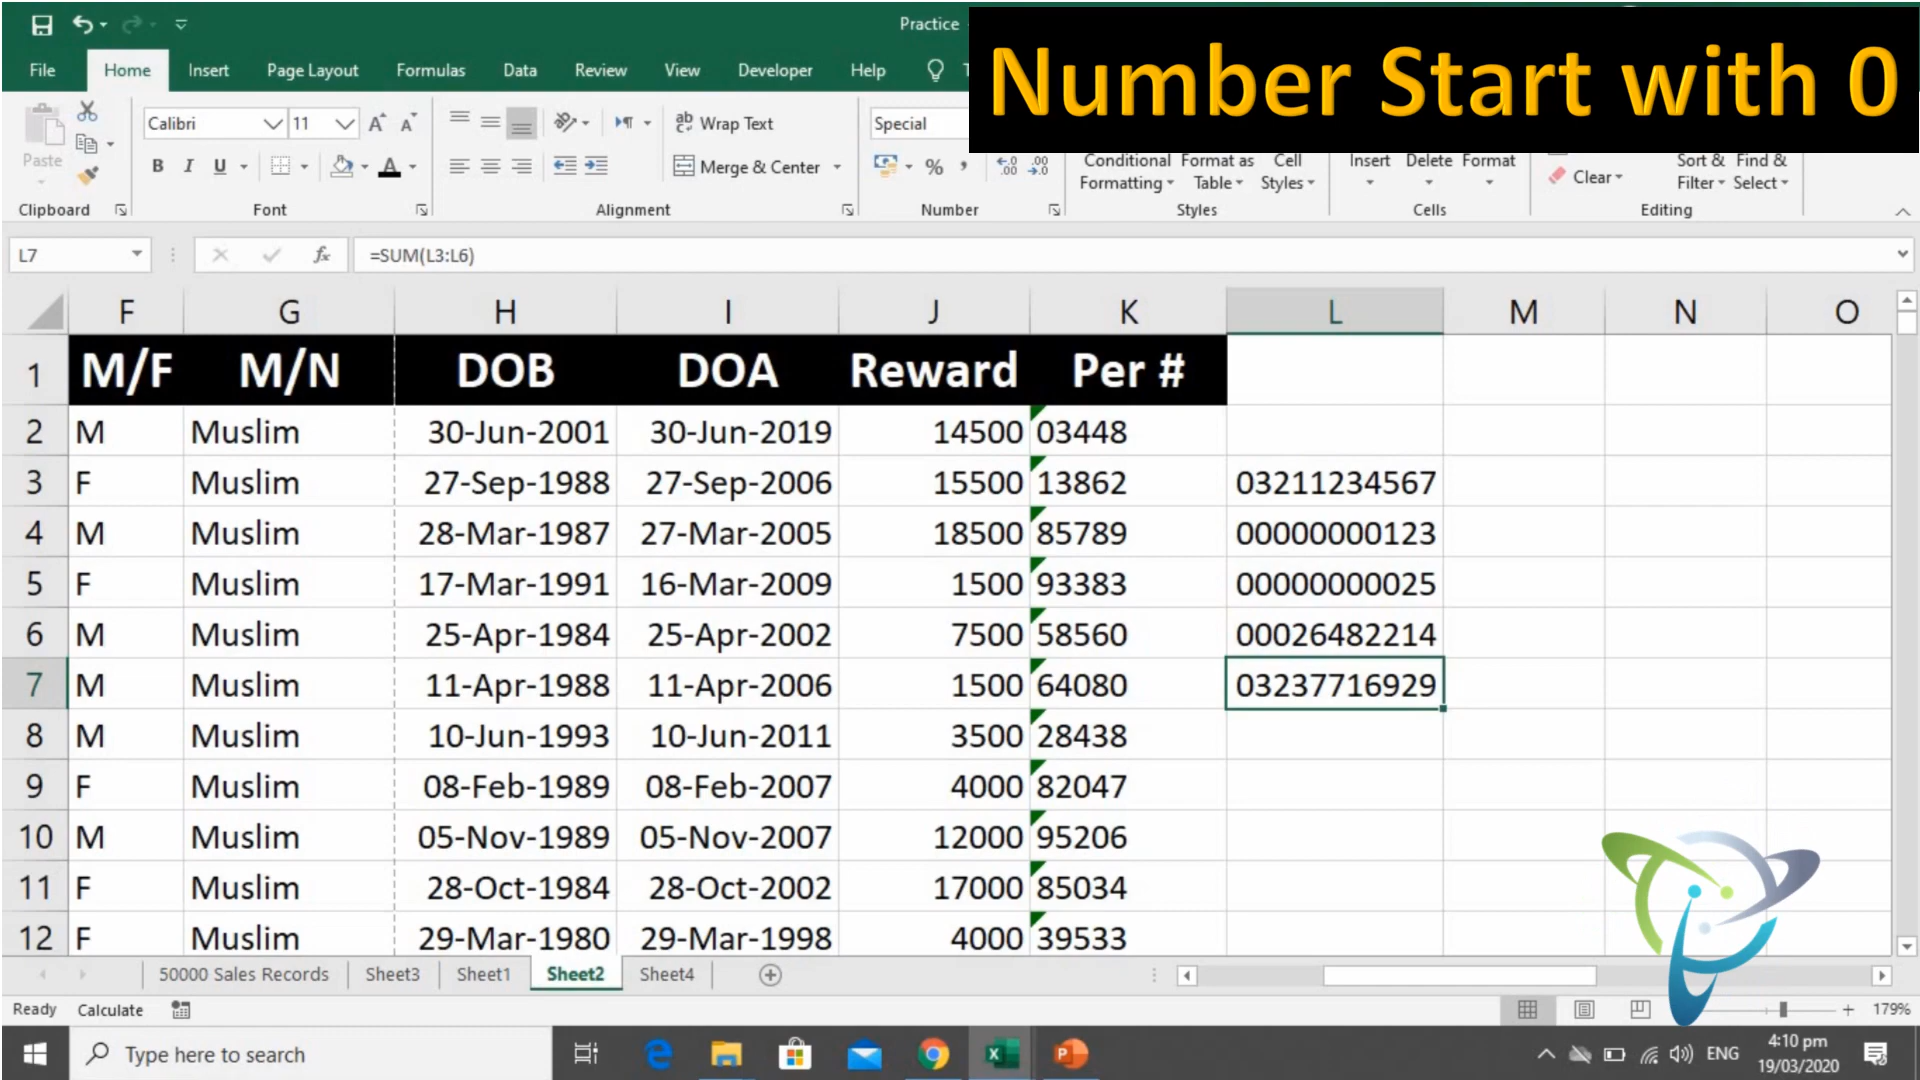 Practice
Number Start with 0
File Home Insert Page Layout Formulas Data Review View Developer Help
Calibri 11 Wrap Text Special
Paste B I U Merge & Center % Conditional Formatting Format as Table Cell Styles Insert Delete Format Clear Sort & Filter Find & Select
Clipboard Font Alignment Number Styles Cells Editing
L7 fx =SUM(L3:L6)
F G H I J K L M N O
1 M/F M/N DOB DOA Reward Per #
2 M Muslim 30-Jun-2001 30-Jun-2019 14500 03448
3 F Muslim 27-Sep-1988 27-Sep-2006 15500 13862 03211234567
4 M Muslim 28-Mar-1987 27-Mar-2005 18500 85789 00000000123
5 F Muslim 17-Mar-1991 16-Mar-2009 1500 93383 00000000025
6 M Muslim 25-Apr-1984 25-Apr-2002 7500 58560 00026482214
7 M Muslim 11-Apr-1988 11-Apr-2006 1500 64080 03237716929
8 M Muslim 10-Jun-1993 10-Jun-2011 3500 28438
9 F Muslim 08-Feb-1989 08-Feb-2007 4000 82047
10 M Muslim 05-Nov-1989 05-Nov-2007 12000 95206
11 F Muslim 28-Oct-1984 28-Oct-2002 17000 85034
12 F Muslim 29-Mar-1980 29-Mar-1998 4000 39533
50000 Sales Records Sheet3 Sheet1 Sheet2 Sheet4
Ready Calculate 179%
Type here to search ENG 4:10 pm
19/03/2020